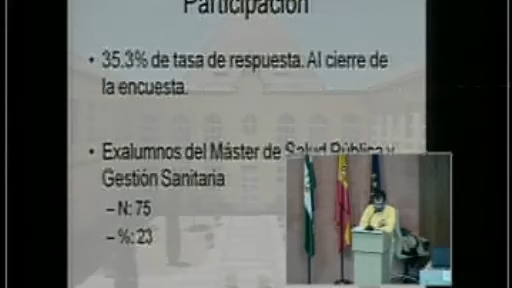 Participación
• 35.3% de tasa de respuesta. Al cierre de
la encuesta.
• Exalumnos del Máster de Salud Pública y
Gestión Sanitaria
– N: 75
– %: 23